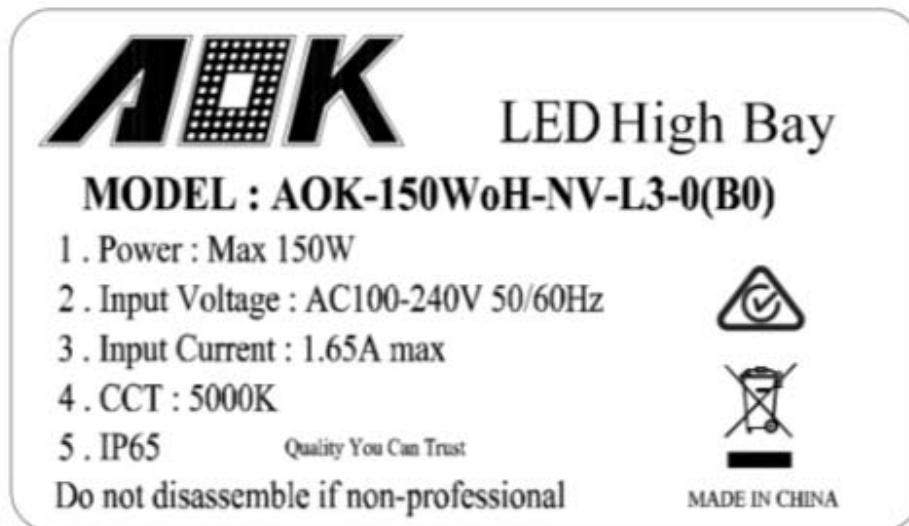 AOK
LED High Bay
MODEL : AOK-150WoH-NV-L3-0(B0)
1 . Power : Max 150W
2 . Input Voltage : AC100-240V 50/60Hz
3 . Input Current : 1.65A max
4 . CCT : 5000K
5 . IP65 Quality You Can Trust
Do not disassemble if non-professional
MADE IN CHINA